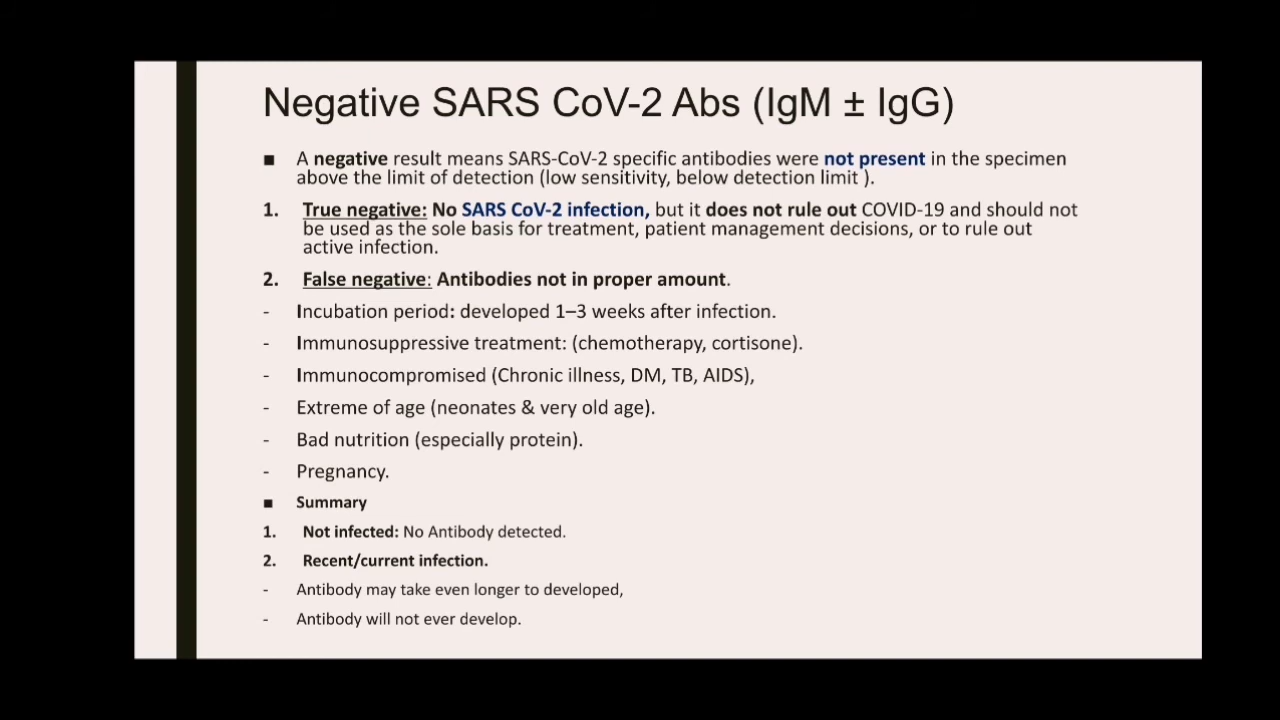 Negative SARS CoV-2 Abs (IgM ± IgG)
■ A negative result means SARS-CoV-2 specific antibodies were not present in the specimen
above the limit of detection (low sensitivity, below detection limit ).
1. True negative: No SARS CoV-2 infection, but it does not rule out COVID-19 and should not
be used as the sole basis for treatment, patient management decisions, or to rule out
active infection.
2. False negative: Antibodies not in proper amount.
- Incubation period: developed 1–3 weeks after infection.
- Immunosuppressive treatment: (chemotherapy, cortisone).
- Immunocompromised (Chronic illness, DM, TB, AIDS),
- Extreme of age (neonates & very old age).
- Bad nutrition (especially protein).
- Pregnancy.
■ Summary
1. Not infected: No Antibody detected.
2. Recent/current infection.
- Antibody may take even longer to developed,
- Antibody will not ever develop.